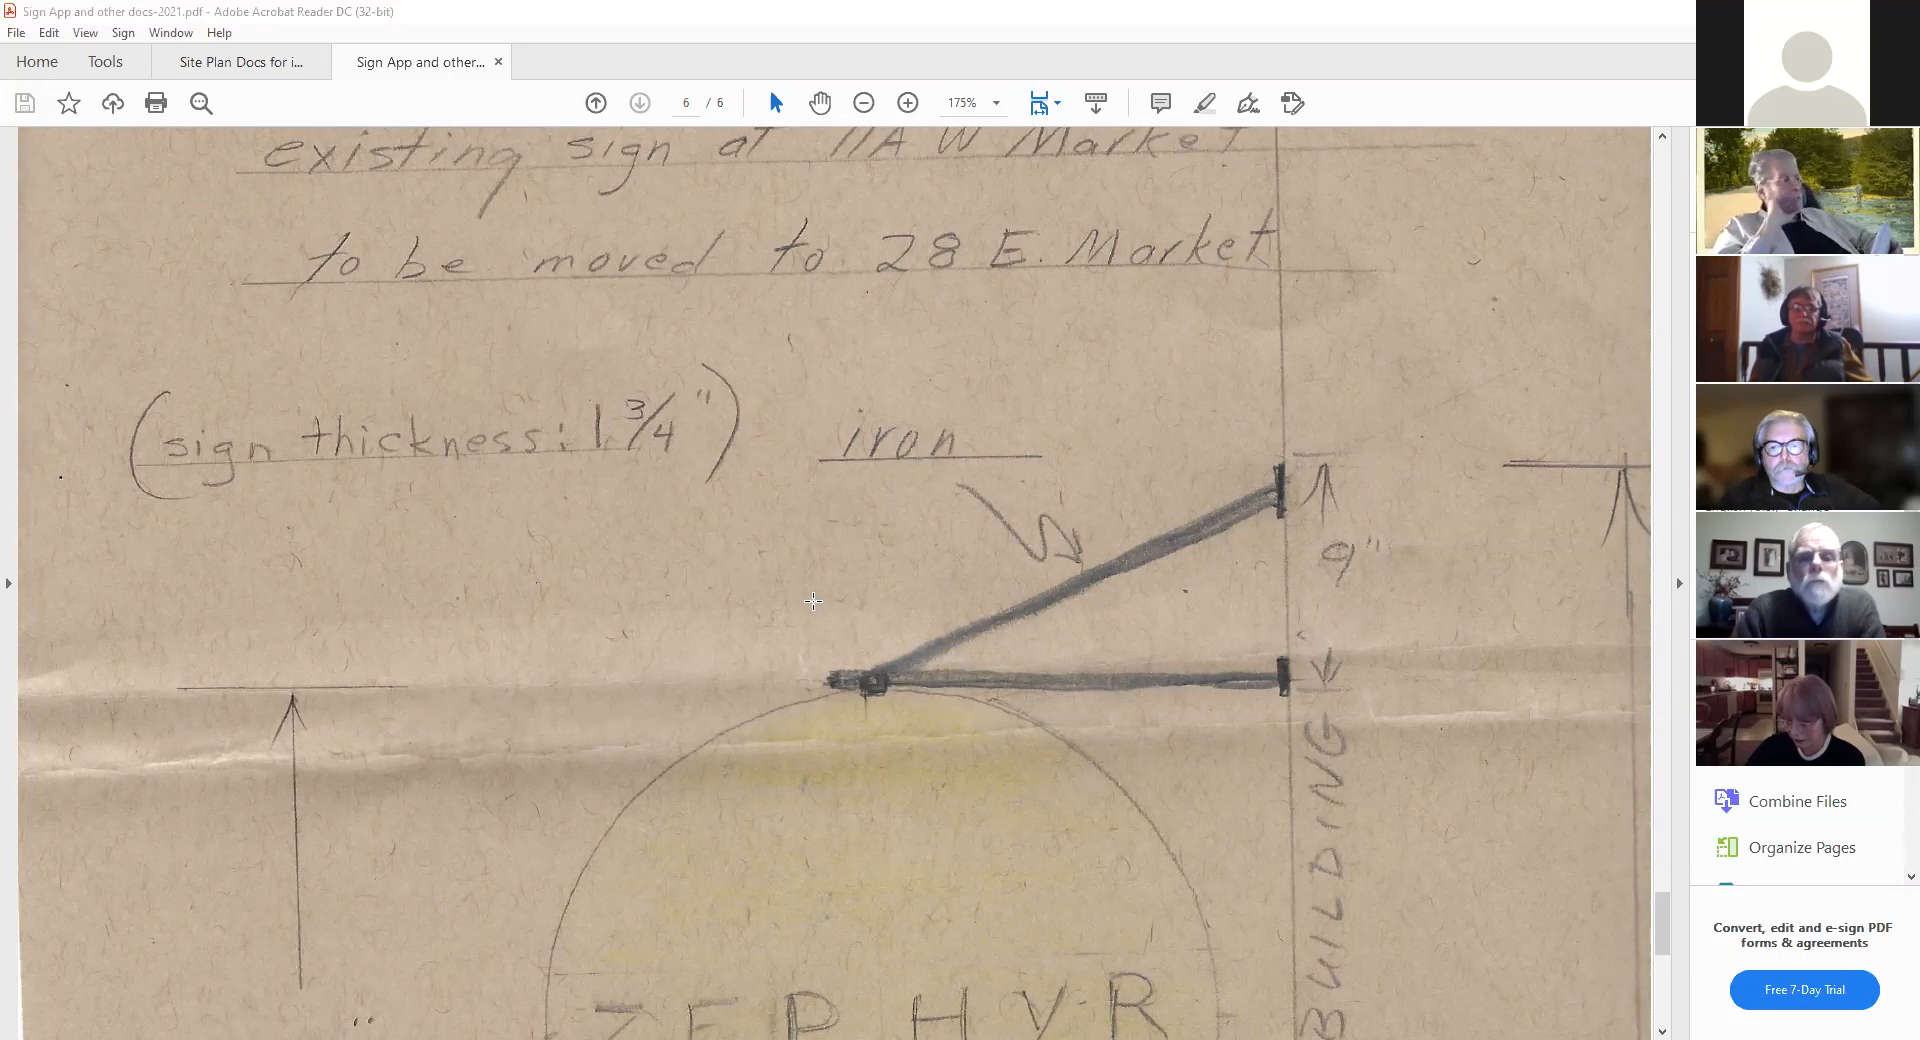 Sign App and other docs-2021.pdf - Adobe Acrobat Reader DC (32-bit)
File Edit View Sign Window Help
Home Tools Site Plan Docs for i... Sign App and other... ×
6 / 6 175%
existing sign at 11A W Market
to be moved to 28 E. Market
(sign thickness: 1 3/4")
iron
9"
BUILDING
ZEPHYR
Combine Files
Organize Pages
Convert, edit and e-sign PDF
forms & agreements
Free 7-Day Trial